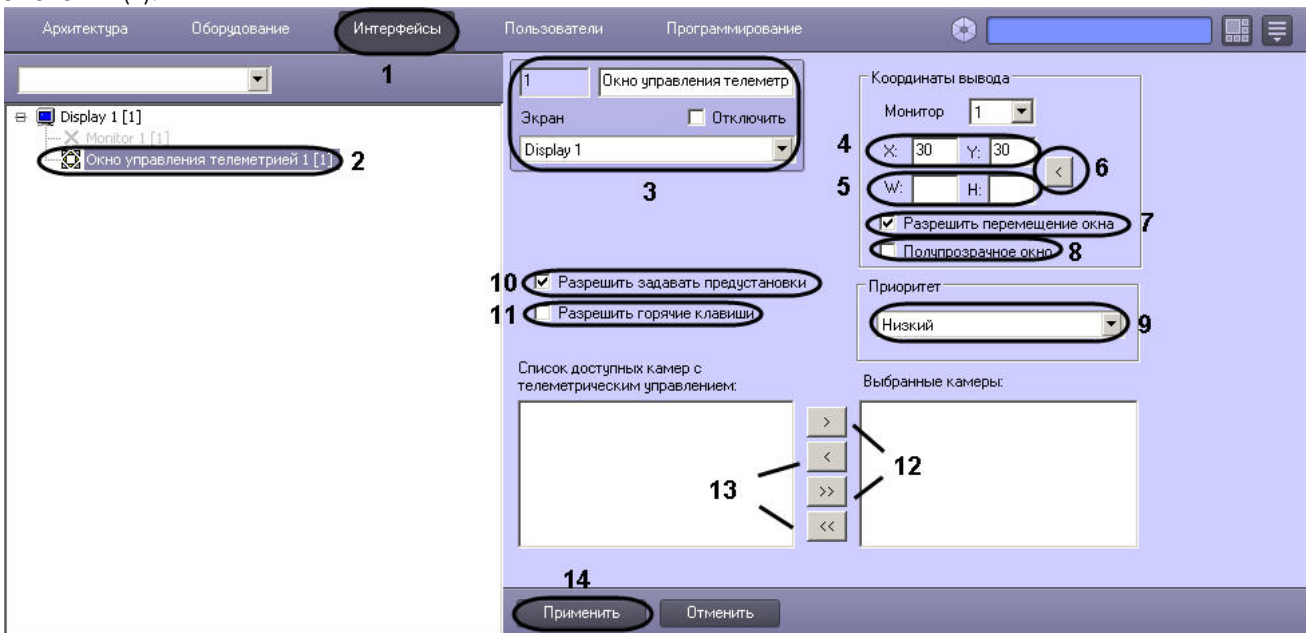 Архитектура Оборудование Интерфейсы Пользователи Программирование
1
Display 1 [1]
Monitor 1 [1]
Окно управления телеметрией 1 [1] 2
1 Окно управления телеметр
Экран Отключить
Display 1
3
Координаты вывода
Монитор 1
4 X: 30 Y: 30
< 6
5 W: H:
Разрешить перемещение окна 7
Полупрозрачное окно 8
10 Разрешить задавать предустановки
11 Разрешить горячие клавиши
Приоритет
Низкий 9
Список доступных камер с
телеметрическим управлением:
Выбранные камеры:
>
<
>>
<<
12
13
14
Применить Отменить